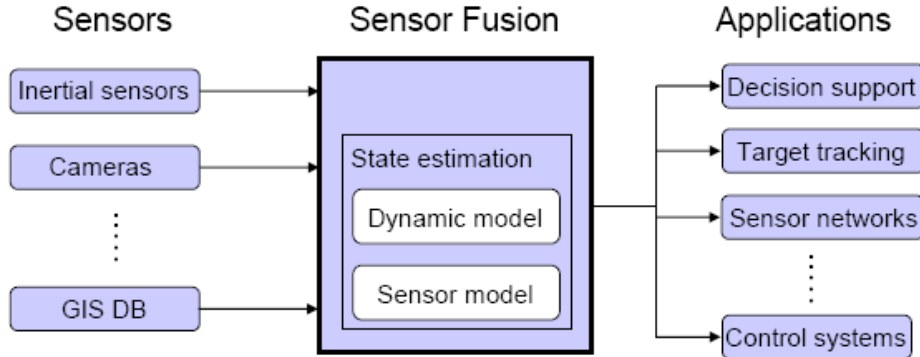 Sensors
Sensor Fusion
Applications
Inertial sensors
Cameras
GIS DB
State estimation
Dynamic model
Sensor model
Decision support
Target tracking
Sensor networks
Control systems